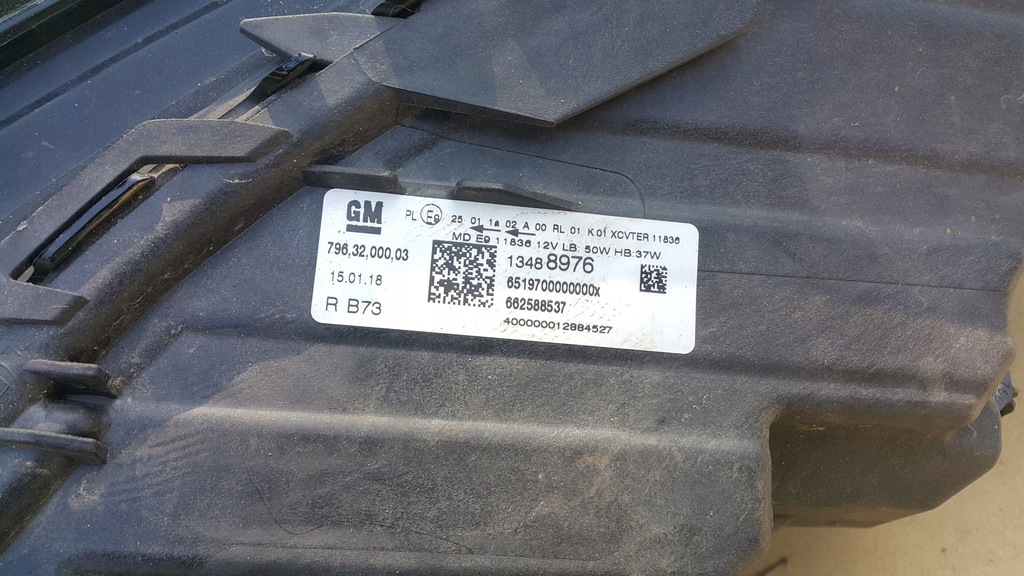 GM PL E9 25 01 1a 02 A 00 RL 01 K 01 XCVTER 11836
MD E9 11836 12V LB: 50W HB:37W
796,32,000,03
13488976
15.01.18
6519700000000x
R B73
662588537
400000012884527